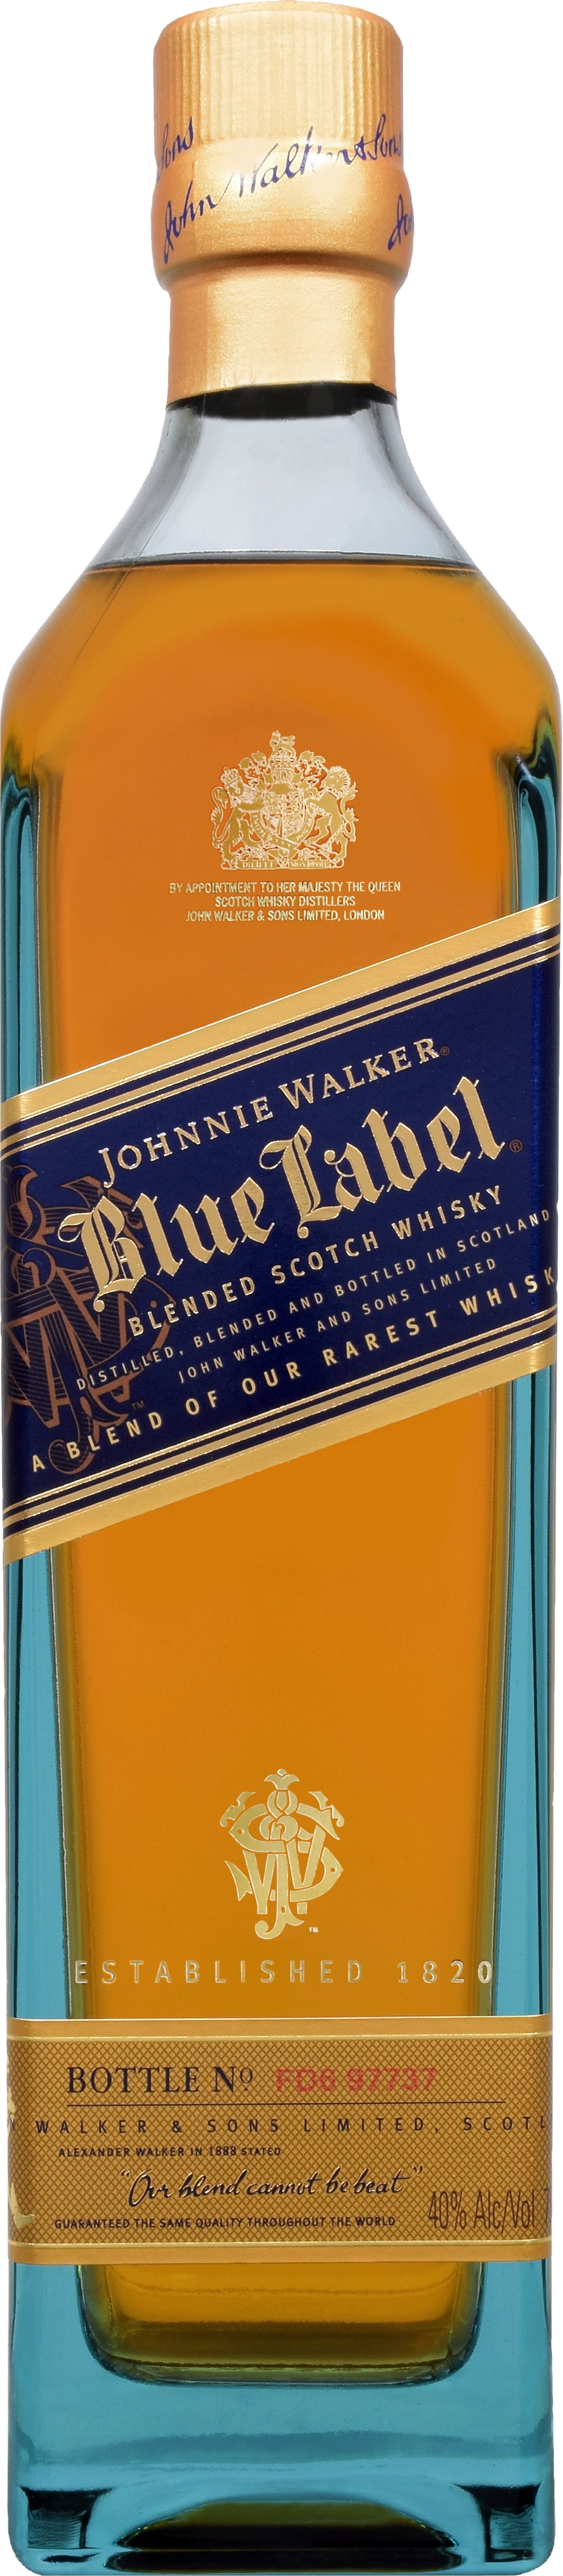 Sons
John Walker & Sons
BY APPOINTMENT TO HER MAJESTY THE QUEEN
SCOTCH WHISKY DISTILLERS
JOHN WALKER & SONS LIMITED, LONDON
JOHNNIE WALKER®
Blue Label®
BLENDED SCOTCH WHISKY
DISTILLED, BLENDED AND BOTTLED IN SCOTLAND
JOHN WALKER AND SONS LIMITED
A BLEND OF OUR RAREST WHISK
TM
TM
ESTABLISHED 1820
BOTTLE Nº FD6 97737
WALKER & SONS LIMITED, SCOTL
ALEXANDER WALKER IN 1888 STATED
"Our blend cannot be beat"
40% Alc/Vol
GUARANTEED THE SAME QUALITY THROUGHOUT THE WORLD